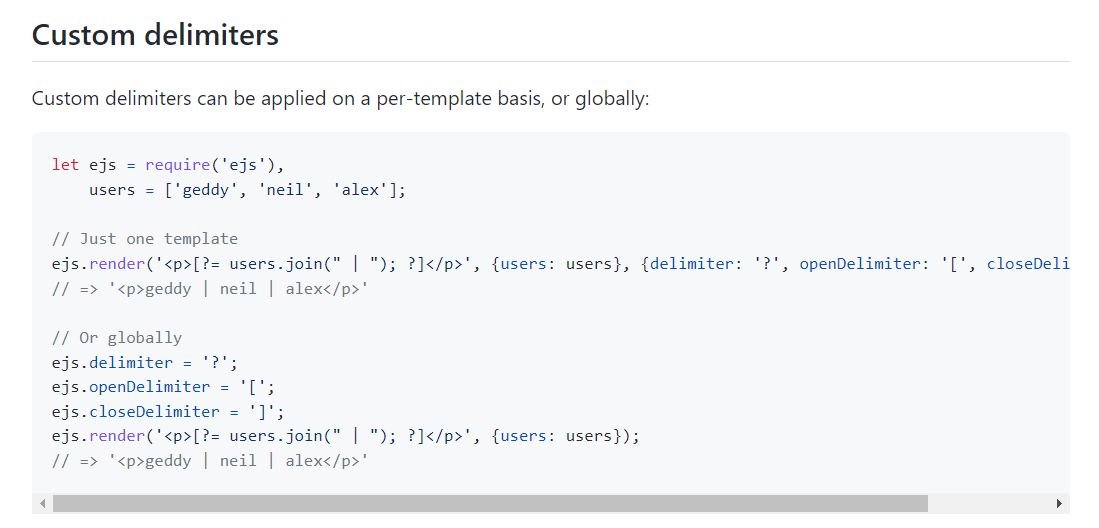 Custom delimiters
Custom delimiters can be applied on a per-template basis, or globally:
let ejs = require('ejs'),
    users = ['geddy', 'neil', 'alex'];
// Just one template
ejs.render('<p>[?= users.join(" | "); ?]</p>', {users: users}, {delimiter: '?', openDelimiter: '[', closeDeli
// => '<p>geddy | neil | alex</p>'
// Or globally
ejs.delimiter = '?';
ejs.openDelimiter = '[';
ejs.closeDelimiter = ']';
ejs.render('<p>[?= users.join(" | "); ?]</p>', {users: users});
// => '<p>geddy | neil | alex</p>'